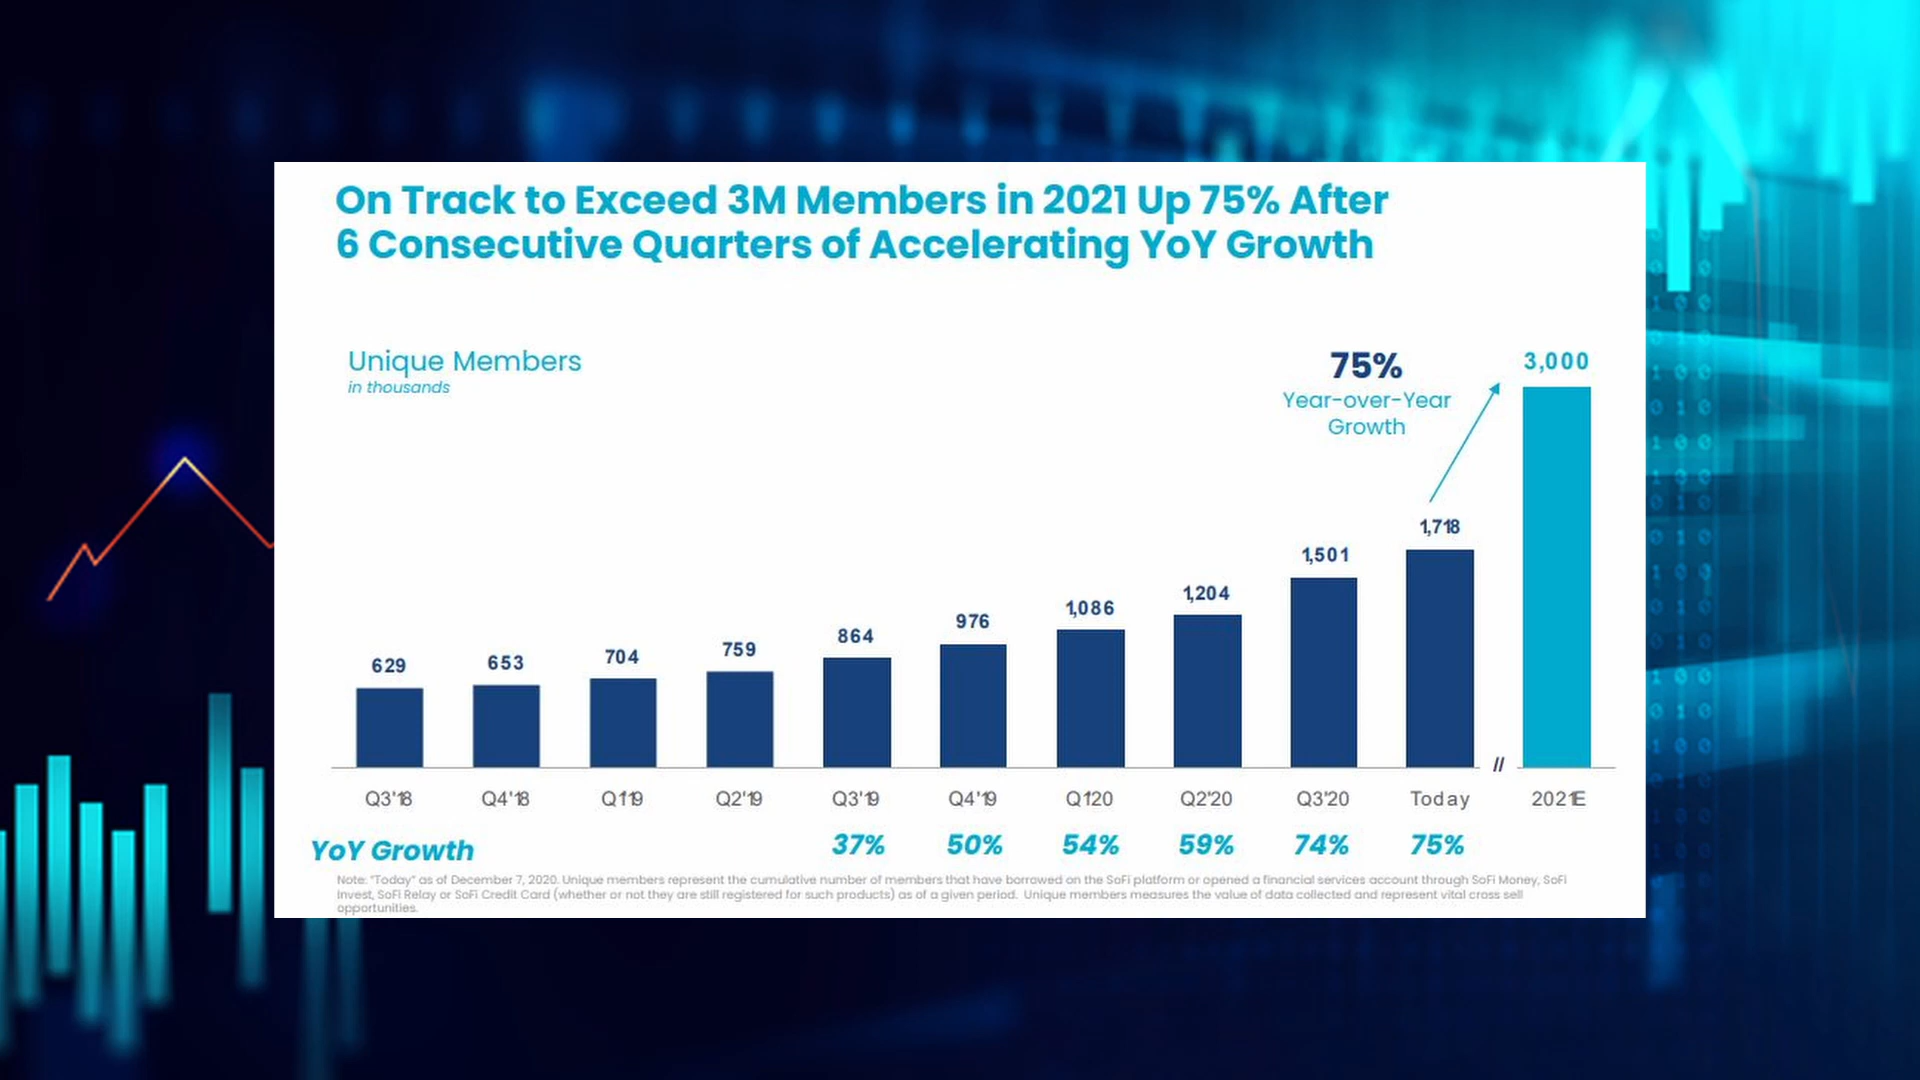 On Track to Exceed 3M Members in 2021 Up 75% After
6 Consecutive Quarters of Accelerating YoY Growth
Unique Members
in thousands
75%
Year-over-Year
Growth
3,000
1,718
1,501
1,204
1,086
976
864
759
704
653
629
//
Q3'18 Q4'18 Q1'19 Q2'19 Q3'19 Q4'19 Q1'20 Q2'20 Q3'20 Today 2021E
YoY Growth 37% 50% 54% 59% 74% 75%
Note: "Today" as of December 7, 2020. Unique members represent the cumulative number of members that have borrowed on the SoFi platform or opened a financial services account through SoFi Money, SoFi
Invest, SoFi Relay or SoFi Credit Card (whether or not they are still registered for such products) as of a given period. Unique members measures the value of data collected and represent vital cross sell
opportunities.